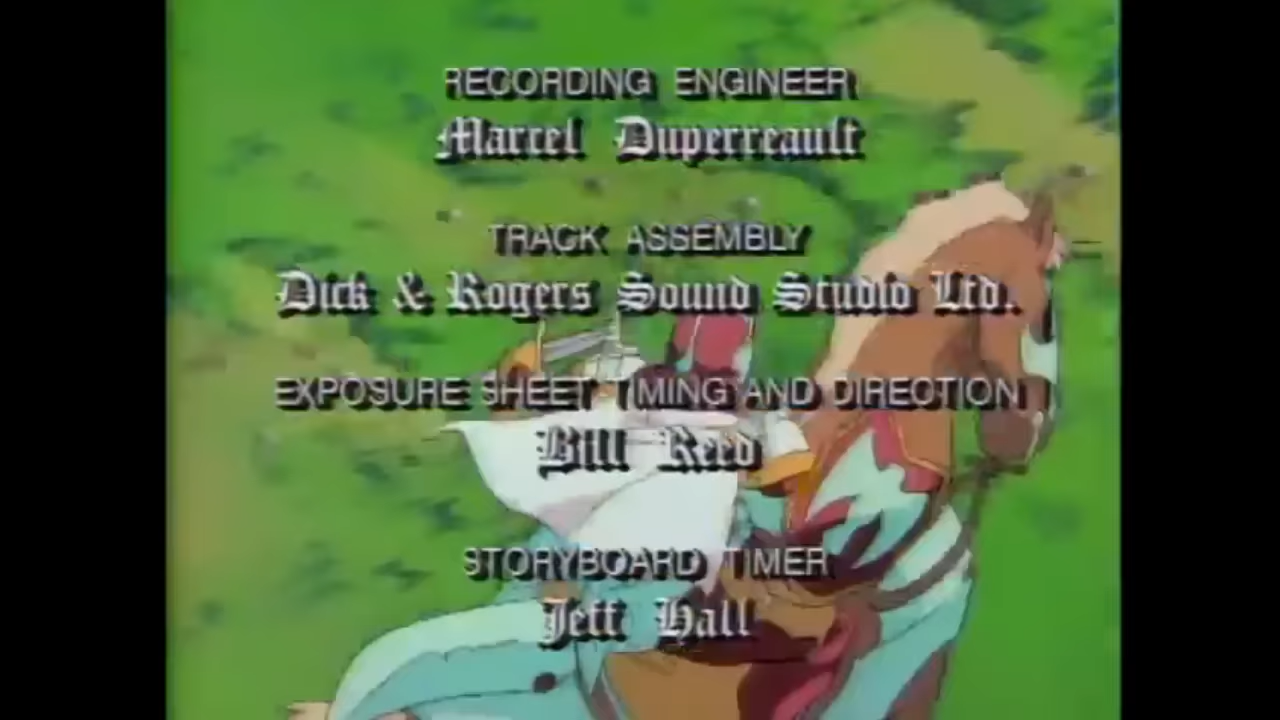 RECORDING ENGINEER
Marcel Duperreault
TRACK ASSEMBLY
Dick & Rogers Sound Studio Ltd.
EXPOSURE SHEET TIMING AND DIRECTION
Bill Reed
STORYBOARD TIMER
Jeff Hall